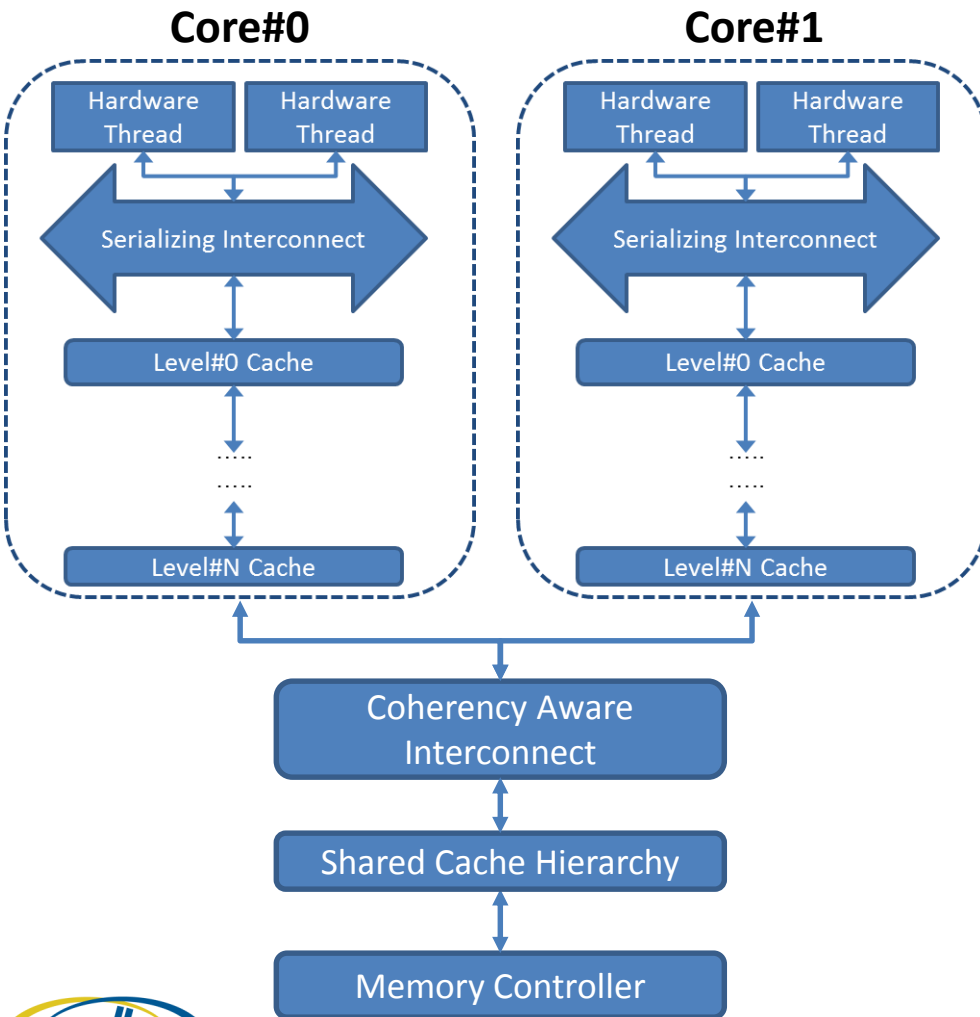 Core#0
Core#1
Hardware
Thread
Hardware
Thread
Hardware
Thread
Hardware
Thread
Serializing Interconnect
Serializing Interconnect
Level#0 Cache
Level#0 Cache
.....
.....
.....
.....
Level#N Cache
Level#N Cache
Coherency Aware
Interconnect
Shared Cache Hierarchy
Memory Controller